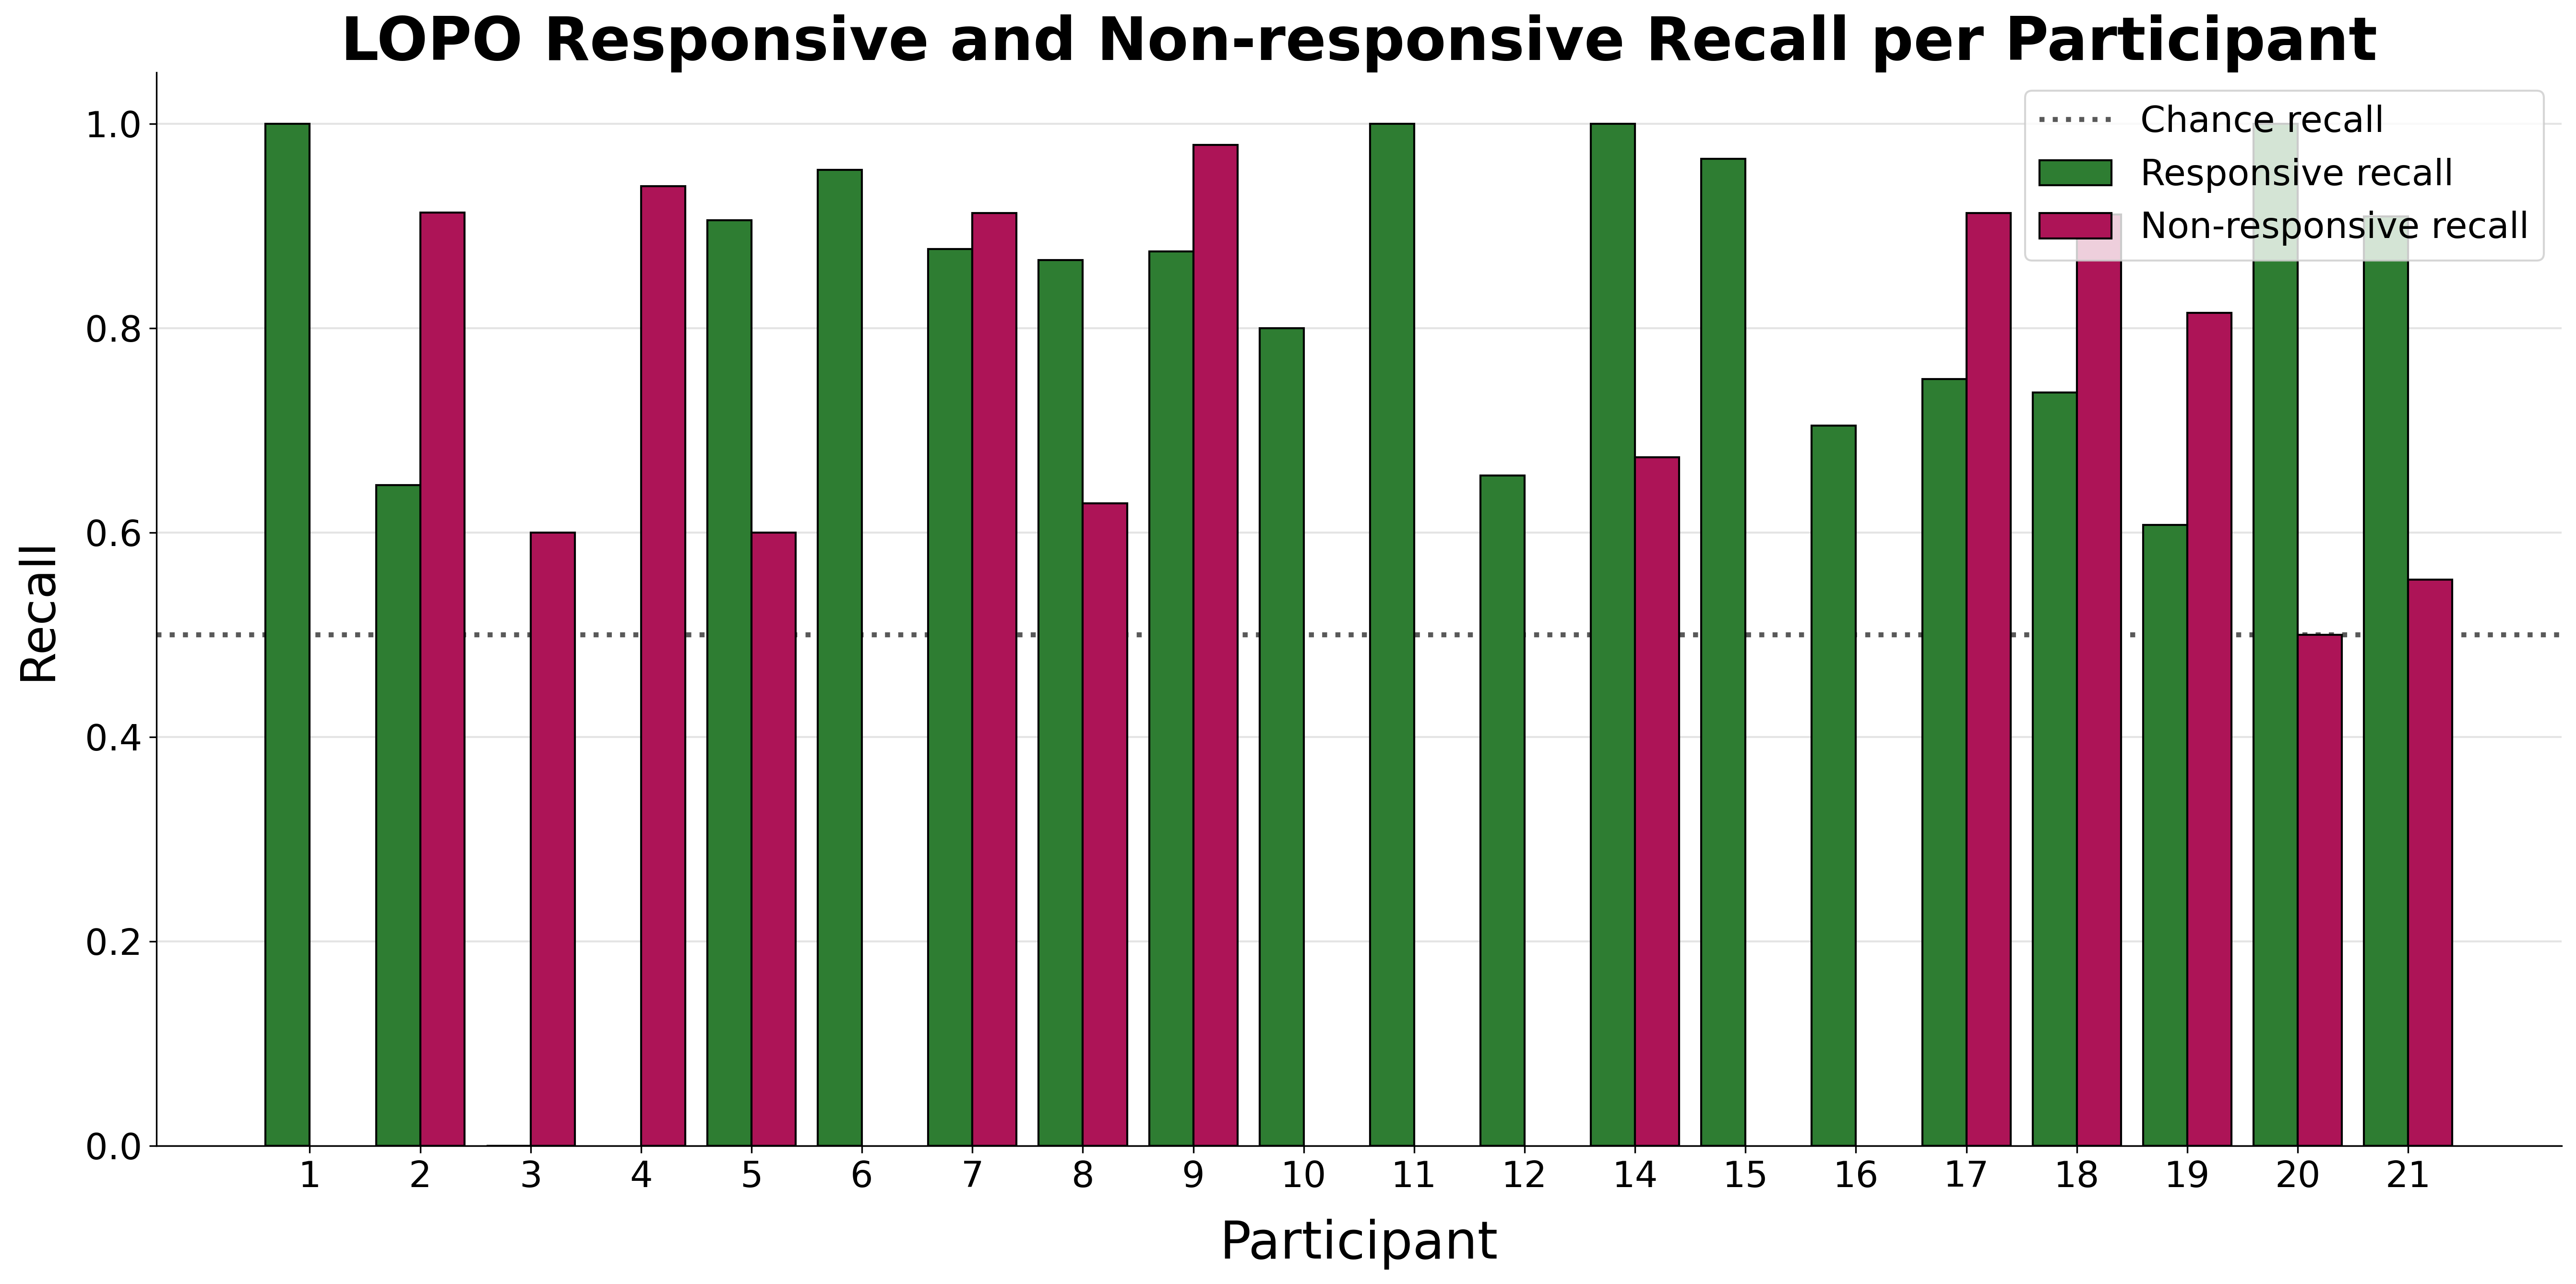 LOPO Responsive and Non-responsive Recall per Participant
Chance recall
Responsive recall
Non-responsive recall
1.0
0.8
0.6
0.4
0.2
0.0
Recall
1 2 3 4 5 6 7 8 9 10 11 12 14 15 16 17 18 19 20 21
Participant